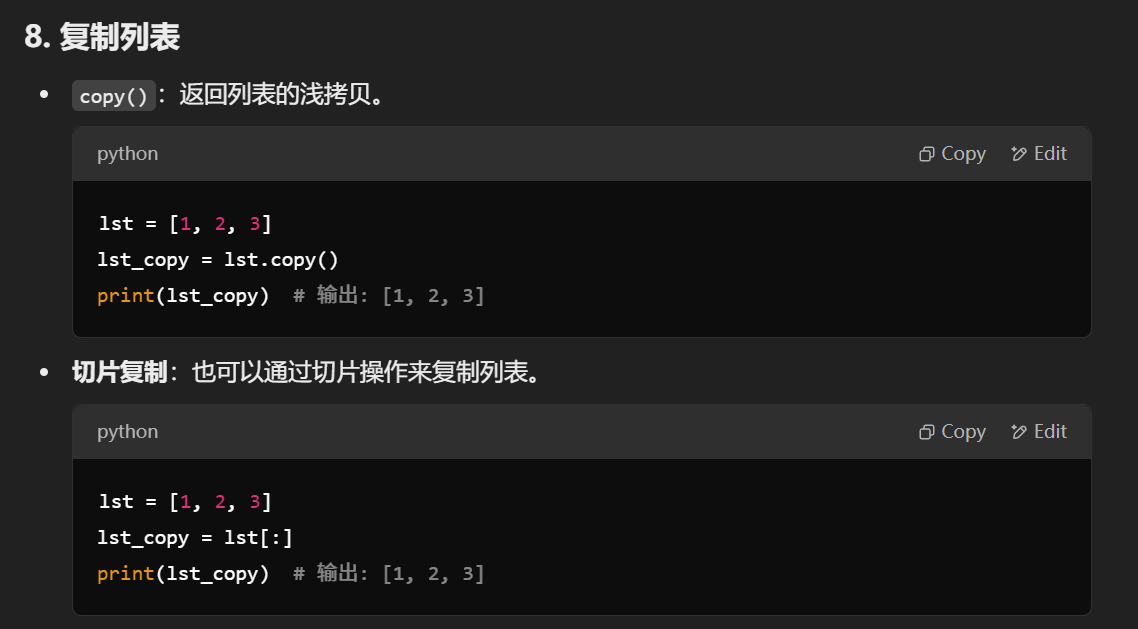 8. 复制列表
copy()：返回列表的浅拷贝。
python Copy Edit
lst = [1, 2, 3]
lst_copy = lst.copy()
print(lst_copy)  # 输出: [1, 2, 3]
切片复制：也可以通过切片操作来复制列表。
python Copy Edit
lst = [1, 2, 3]
lst_copy = lst[:]
print(lst_copy)  # 输出: [1, 2, 3]